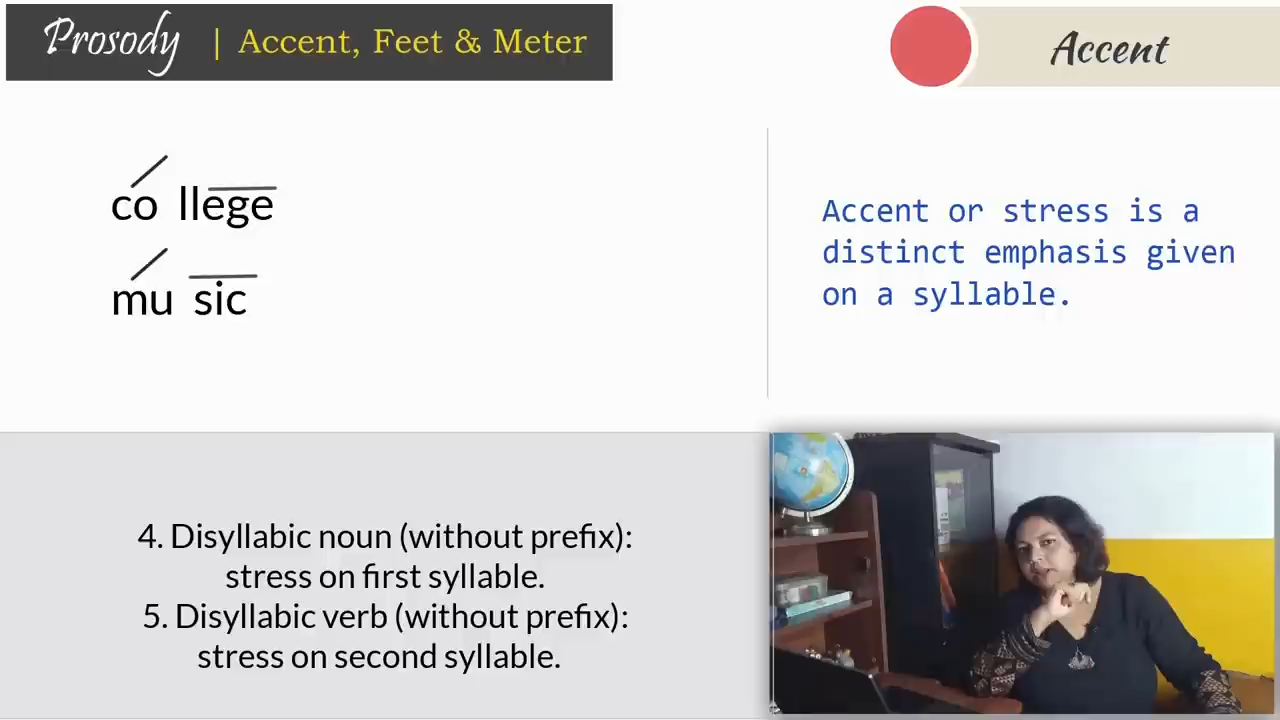 Prosody | Accent, Feet & Meter
Accent
co llege
mu sic
Accent or stress is a
distinct emphasis given
on a syllable.
4. Disyllabic noun (without prefix):
stress on first syllable.
5. Disyllabic verb (without prefix):
stress on second syllable.